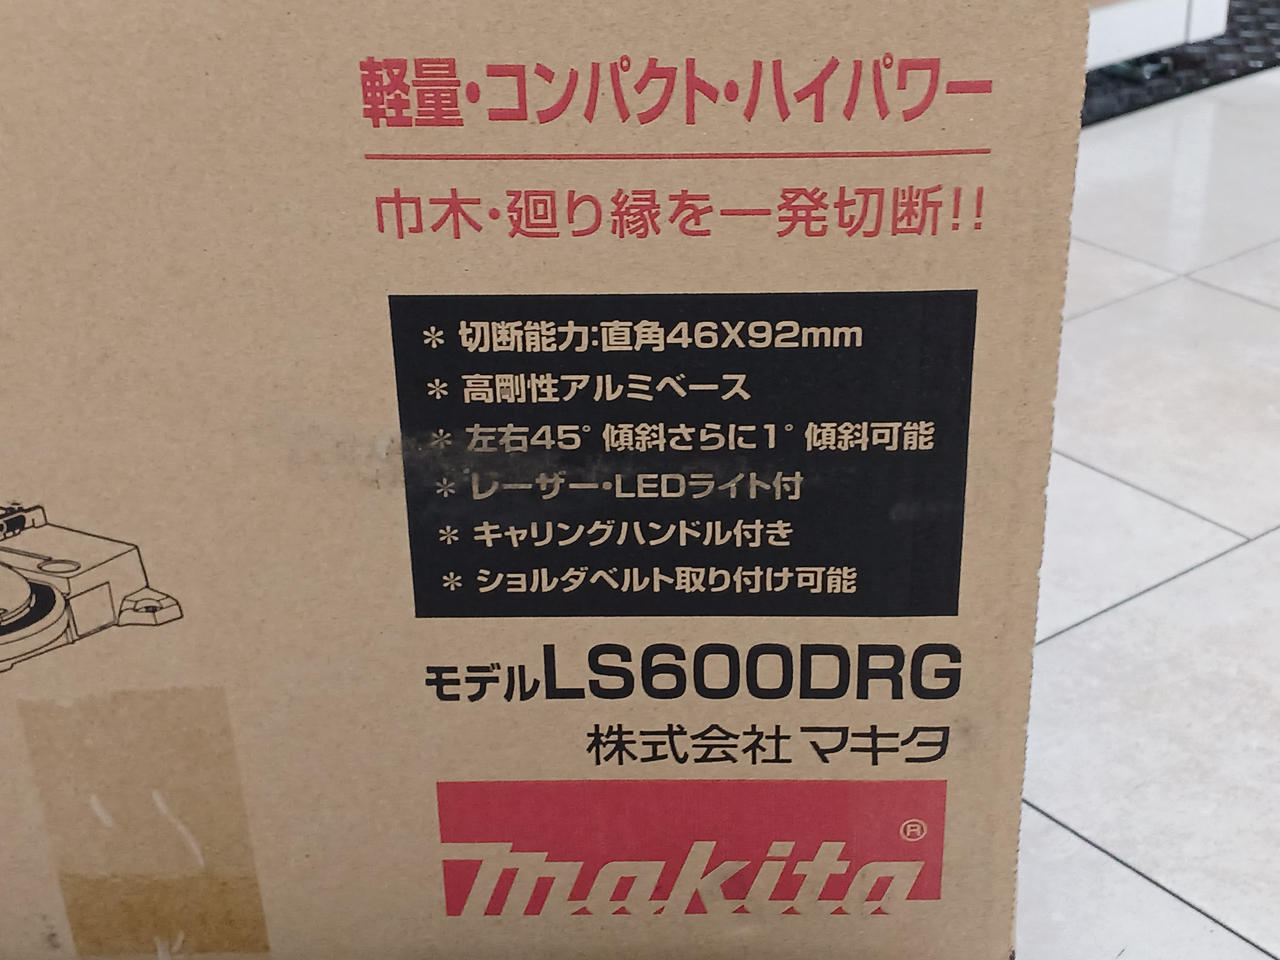 軽量・コンパクト・ハイパワー
巾木・廻り縁を一発切断!!
＊ 切断能力:直角46X92mm
＊ 高剛性アルミベース
＊ 左右45° 傾斜さらに1° 傾斜可能
＊ レーザー・LEDライト付
＊ キャリングハンドル付き
＊ ショルダベルト取り付け可能
モデルLS600DRG
株式会社マキタ
makita®